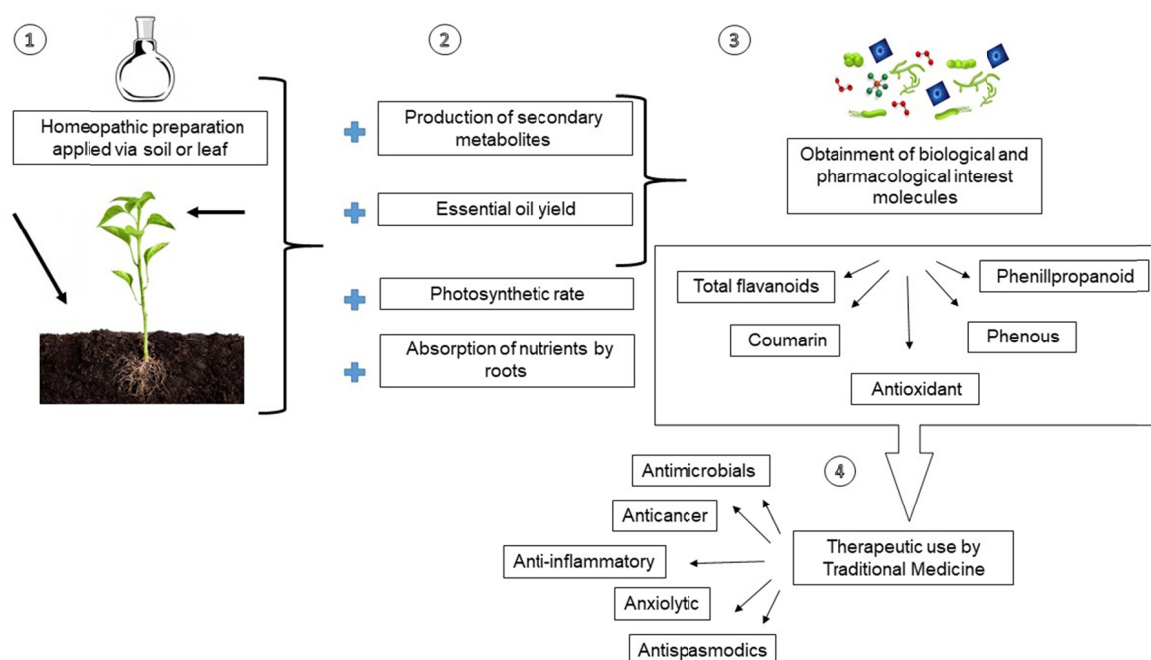 ①
Homeopathic preparation
applied via soil or leaf
②
Production of secondary
metabolites
Essential oil yield
Photosynthetic rate
Absorption of nutrients by
roots
③
Obtainment of biological and
pharmacological interest
molecules
Total flavanoids
Phenillpropanoid
Coumarin
Phenous
Antioxidant
④
Therapeutic use by
Traditional Medicine
Antimicrobials
Anticancer
Anti-inflammatory
Anxiolytic
Antispasmodics